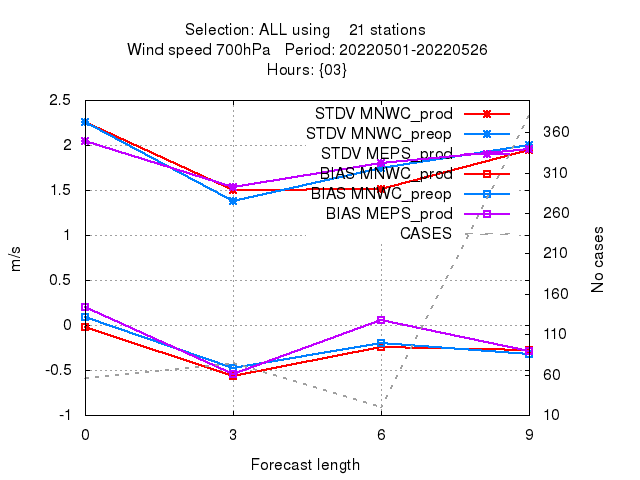 Selection: ALL using    21 stations
Wind speed 700hPa   Period: 20220501-20220526
Hours: {03}
2.5
2
1.5
1
0.5
0
-0.5
-1
m/s
STDV MNWC_prod
STDV MNWC_preop
STDV MEPS_prod
BIAS MNWC_prod
BIAS MNWC_preop
BIAS MEPS_prod
CASES
360
310
260
210
160
110
60
10
No cases
0 3 6 9
Forecast length